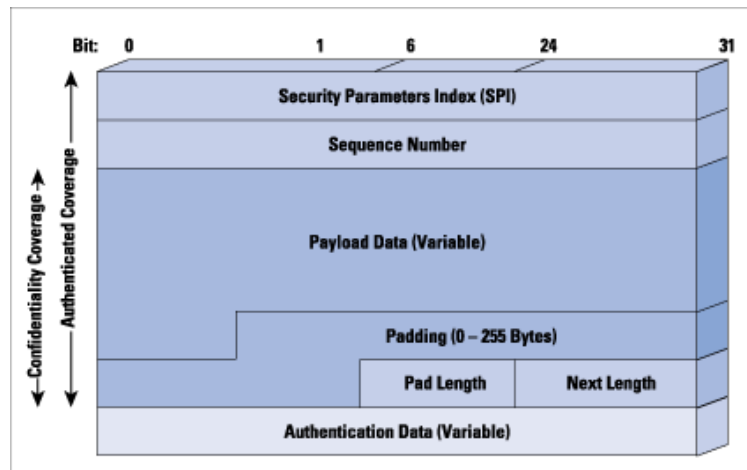 Bit: 0 1 6 24 31
Security Parameters Index (SPI)
Sequence Number
Payload Data (Variable)
Padding (0 – 255 Bytes)
Pad Length Next Length
Authentication Data (Variable)
Confidentiality Coverage
Authenticated Coverage